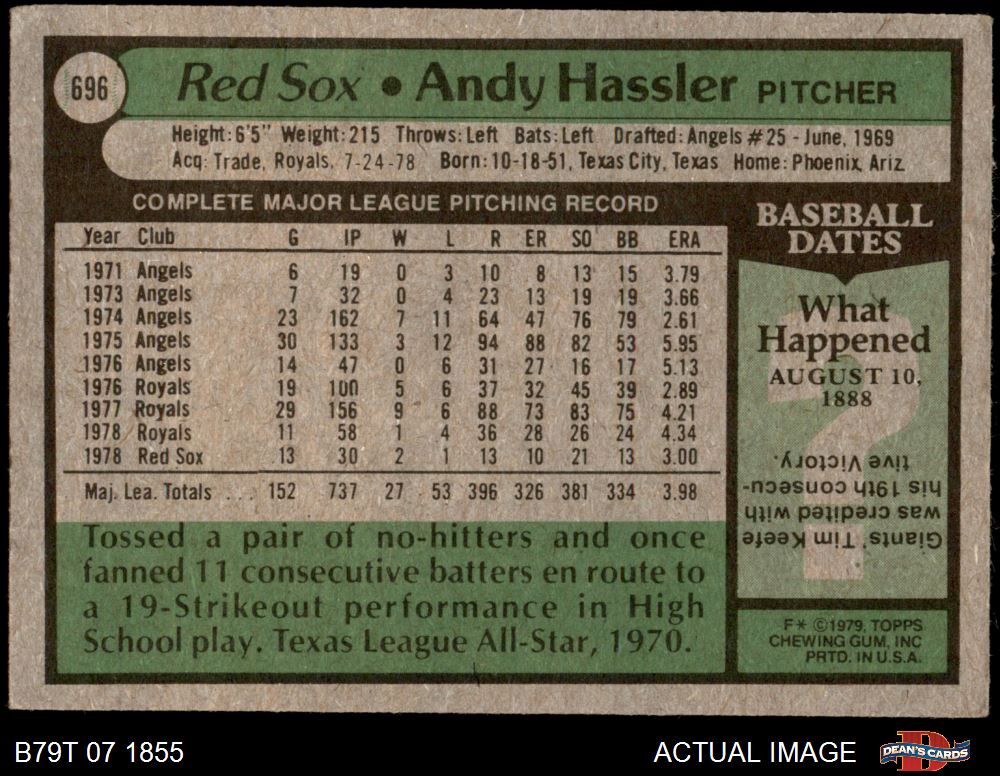 696
Red Sox • Andy Hassler PITCHER
Height: 6'5" Weight: 215 Throws: Left Bats: Left Drafted: Angels #25 - June, 1969
Acq: Trade, Royals, 7-24-78 Born: 10-18-51, Texas City, Texas Home: Phoenix, Ariz.
COMPLETE MAJOR LEAGUE PITCHING RECORD
Year Club G IP W L R ER SO BB ERA
1971 Angels 6 19 0 3 10 8 13 15 3.79
1973 Angels 7 32 0 4 23 13 19 19 3.66
1974 Angels 23 162 7 11 64 47 76 79 2.61
1975 Angels 30 133 3 12 94 88 82 53 5.95
1976 Angels 14 47 0 6 31 27 16 17 5.13
1976 Royals 19 100 5 6 37 32 45 39 2.89
1977 Royals 29 156 9 6 88 73 83 75 4.21
1978 Royals 11 58 1 4 36 28 26 24 4.34
1978 Red Sox 13 30 2 1 13 10 21 13 3.00
Maj. Lea. Totals ... 152 737 27 53 396 326 381 334 3.98
Tossed a pair of no-hitters and once
fanned 11 consecutive batters en route to
a 19-Strikeout performance in High
School play. Texas League All-Star, 1970.
BASEBALL
DATES
What
Happened
AUGUST 10,
1888
?
Giants' Tim Keefe
was credited with
his 19th consecu-
tive Victory.
F* ©1979, TOPPS
CHEWING GUM, INC
PRTD. IN U.S.A.
B79T 07 1855
ACTUAL IMAGE
D
DEAN'S CARDS